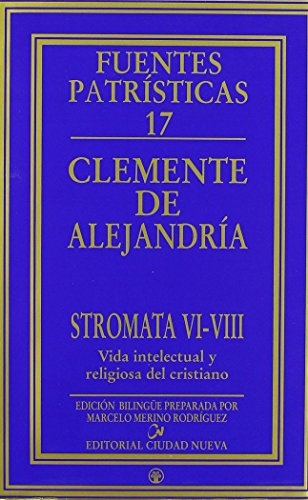 FUENTES
PATRÍSTICAS
17
CLEMENTE
DE
ALEJANDRÍA
STROMATA VI-VIII
Vida intelectual y
religiosa del cristiano
EDICIÓN BILINGÜE PREPARADA POR
MARCELO MERINO RODRÍGUEZ
EDITORIAL CIUDAD NUEVA